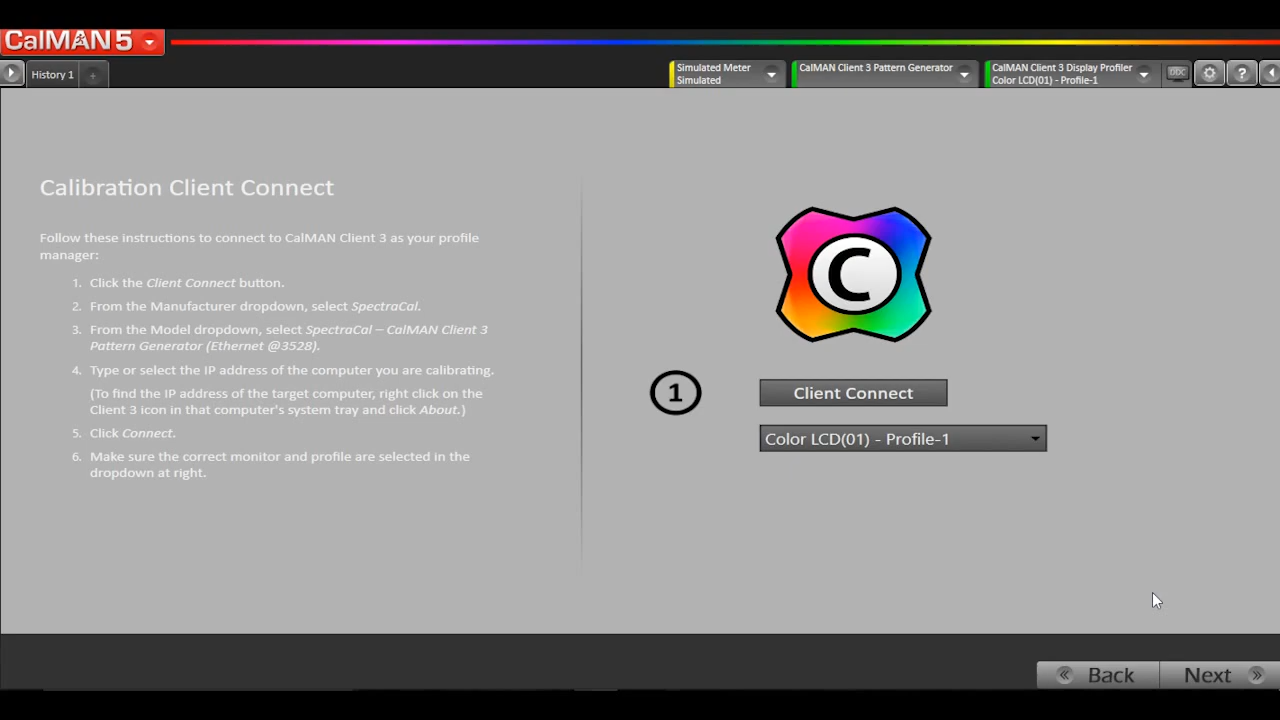 CalMAN 5
History 1
+
Simulated Meter
Simulated
CalMAN Client 3 Pattern Generator
CalMAN Client 3 Display Profiler
Color LCD(01) - Profile-1
DDC
?
Calibration Client Connect
Follow these instructions to connect to CalMAN Client 3 as your profile
manager:
1. Click the Client Connect button.
2. From the Manufacturer dropdown, select SpectraCal.
3. From the Model dropdown, select SpectraCal – CalMAN Client 3
Pattern Generator (Ethernet @3528).
4. Type or select the IP address of the computer you are calibrating.
(To find the IP address of the target computer, right click on the
Client 3 icon in that computer's system tray and click About.)
5. Click Connect.
6. Make sure the correct monitor and profile are selected in the
dropdown at right.
C
1
Client Connect
Color LCD(01) - Profile-1
« Back
Next »